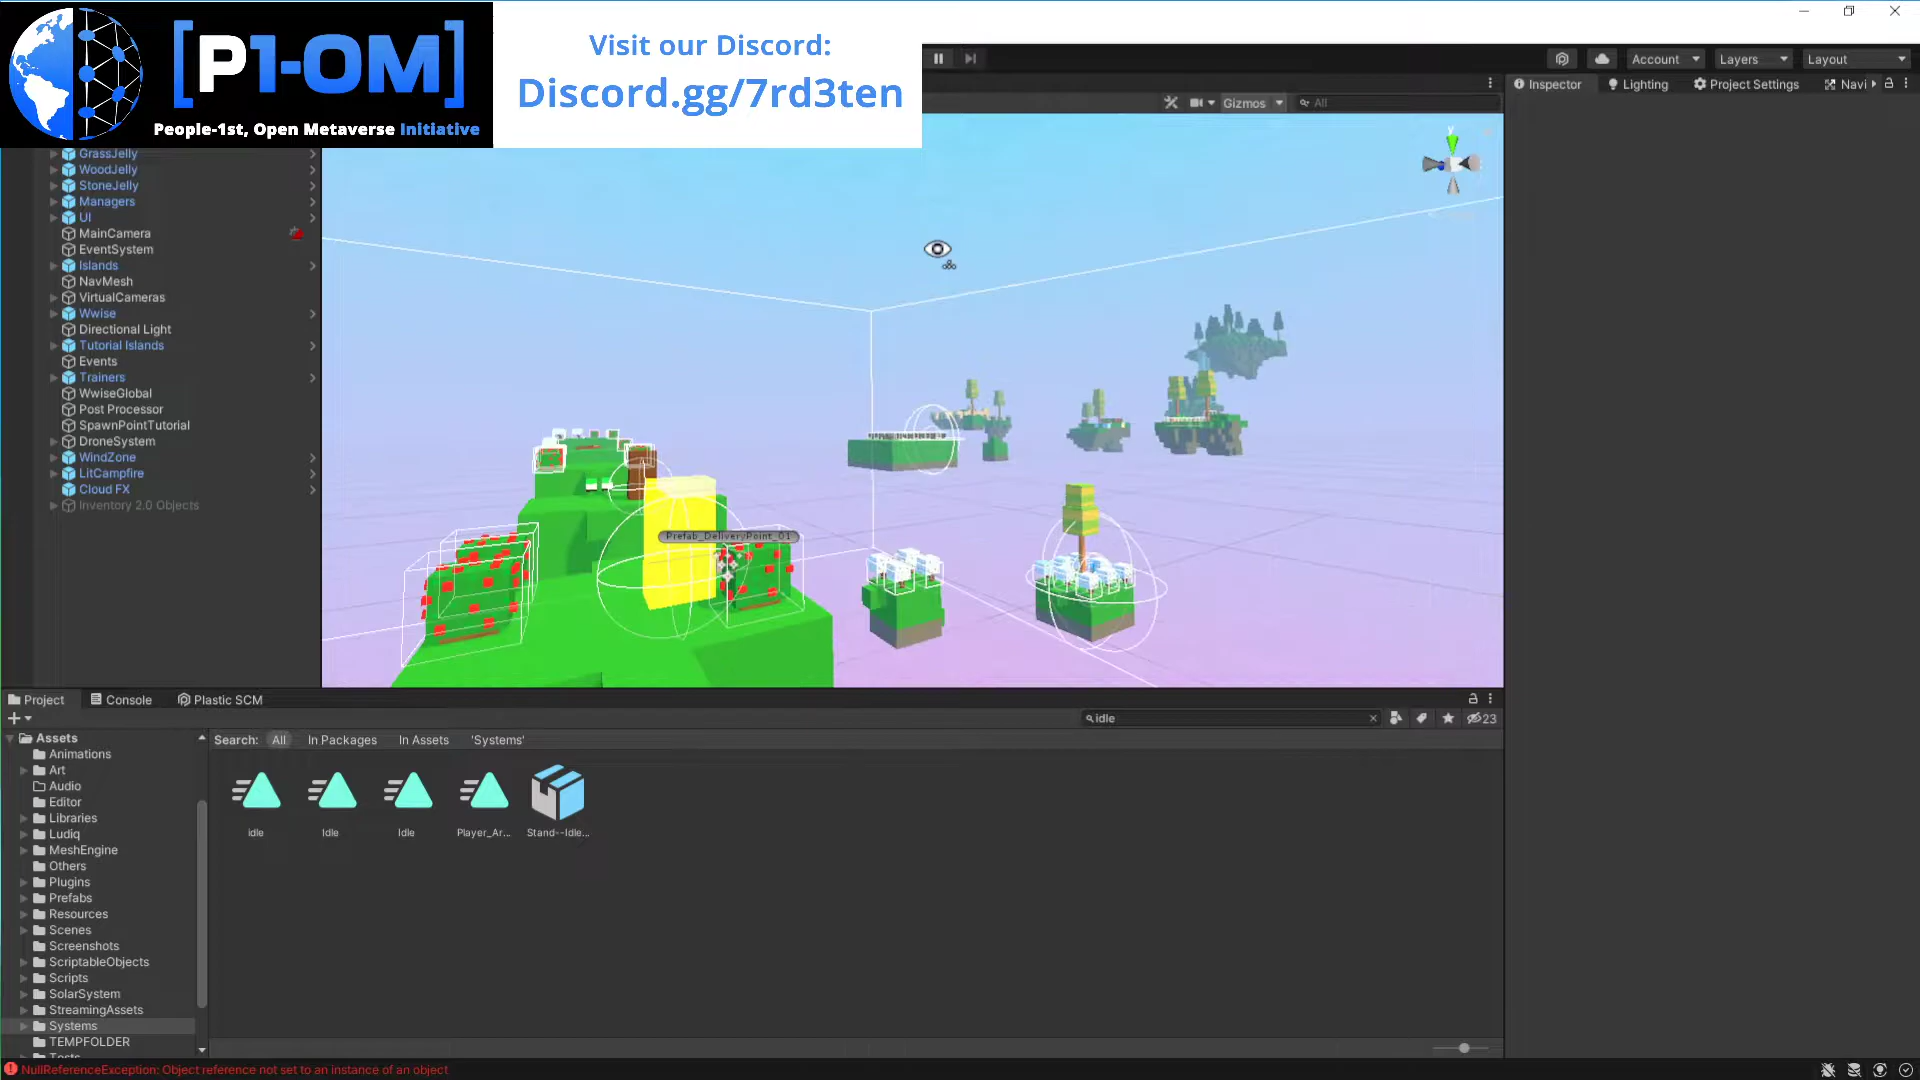 [P1-OM]
People-1st, Open Metaverse Initiative
Visit our Discord:
Discord.gg/7rd3ten
Account
Layers
Layout
Inspector
Lighting
Project Settings
Navi
Gizmos
All
GrassJelly
WoodJelly
StoneJelly
Managers
UI
MainCamera
EventSystem
Islands
NavMesh
VirtualCameras
Wwise
Directional Light
Tutorial Islands
Events
Trainers
WwiseGlobal
Post Processor
SpawnPointTutorial
DroneSystem
WindZone
LitCampfire
Cloud FX
Inventory 2.0 Objects
y
Prefab_DeliveryPoint_01
Project
Console
Plastic SCM
idle
23
Assets
Animations
Art
Audio
Editor
Libraries
Ludiq
MeshEngine
Others
Plugins
Prefabs
Resources
Scenes
Screenshots
ScriptableObjects
Scripts
SolarSystem
StreamingAssets
Systems
TEMPFOLDER
Tests
Search: All In Packages In Assets 'Systems'
idle
Idle
Idle
Player_Ar...
Stand--Idle...
NullReferenceException: Object reference not set to an instance of an object